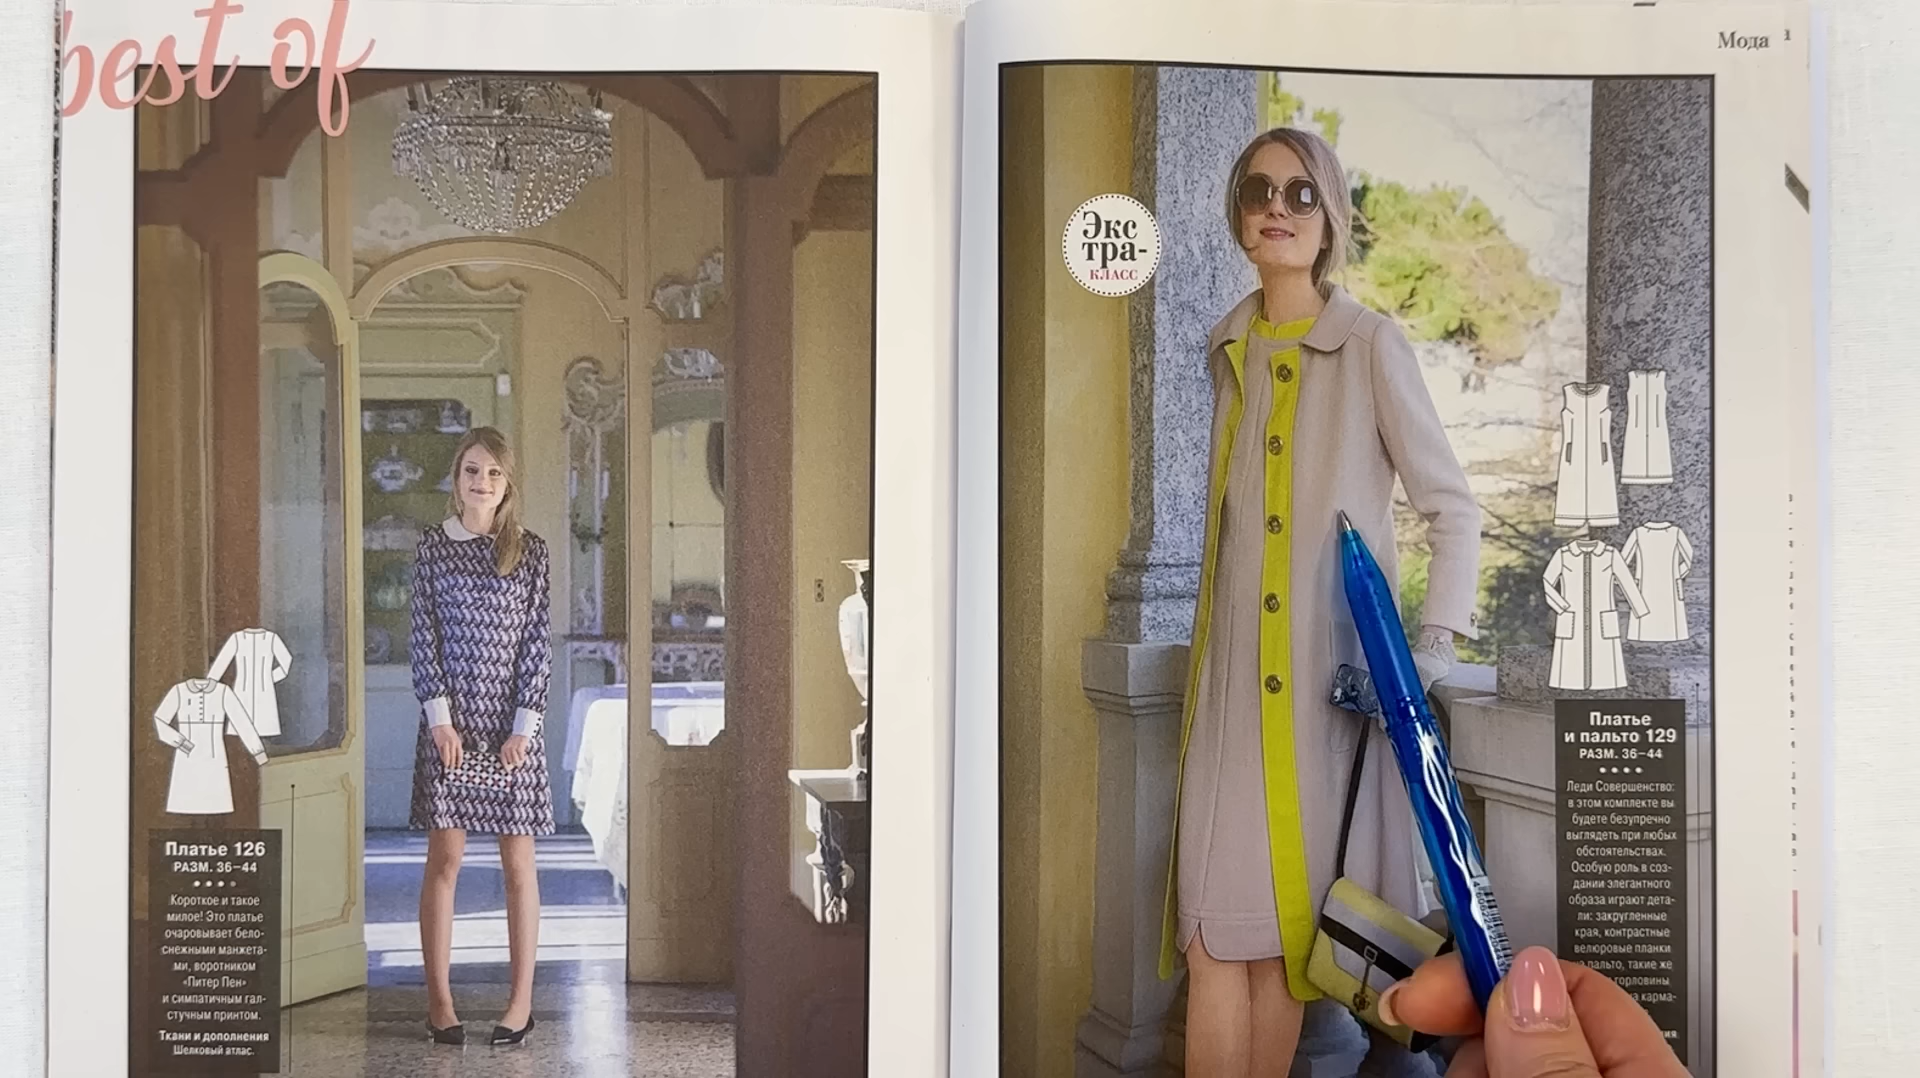 best of
Платье 126
РАЗМ. 36–44
Короткое и такое
милое! Это платье
очаровывает бело-
снежными манжета-
ми, воротником
«Питер Пен»
и симпатичным гал-
стучным принтом.
Ткани и дополнения
Шелковый атлас.
Мода
Экс
тра-
КЛАСС
Платье
и пальто 129
РАЗМ. 36–44
Леди Совершенство:
в этом комплекте вы
будете безупречно
выглядеть при любых
обстоятельствах.
Особую роль в соз-
дании элегантного
образа играют дета-
ли: закругленные
края, контрастные
велюровые планки
пальто, такие же
горловины
карма-